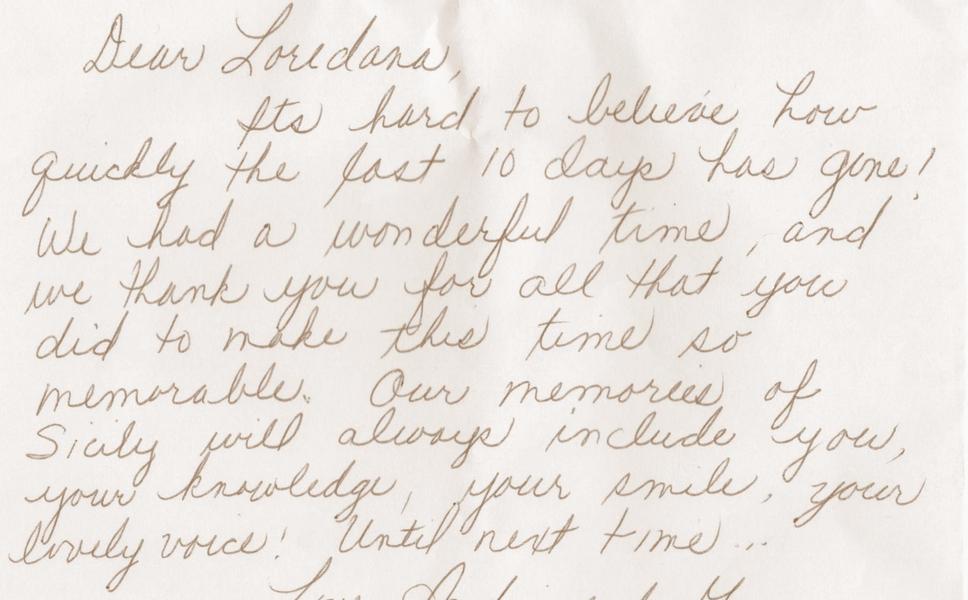 Dear Loredana,
Its hard to believe how
quickly the last 10 days has gone!
We had a wonderful time, and
we thank you for all that you
did to make this time so
memorable. Our memories of
Sicily will always include you,
your knowledge, your smile, your
lovely voice! Until next time...